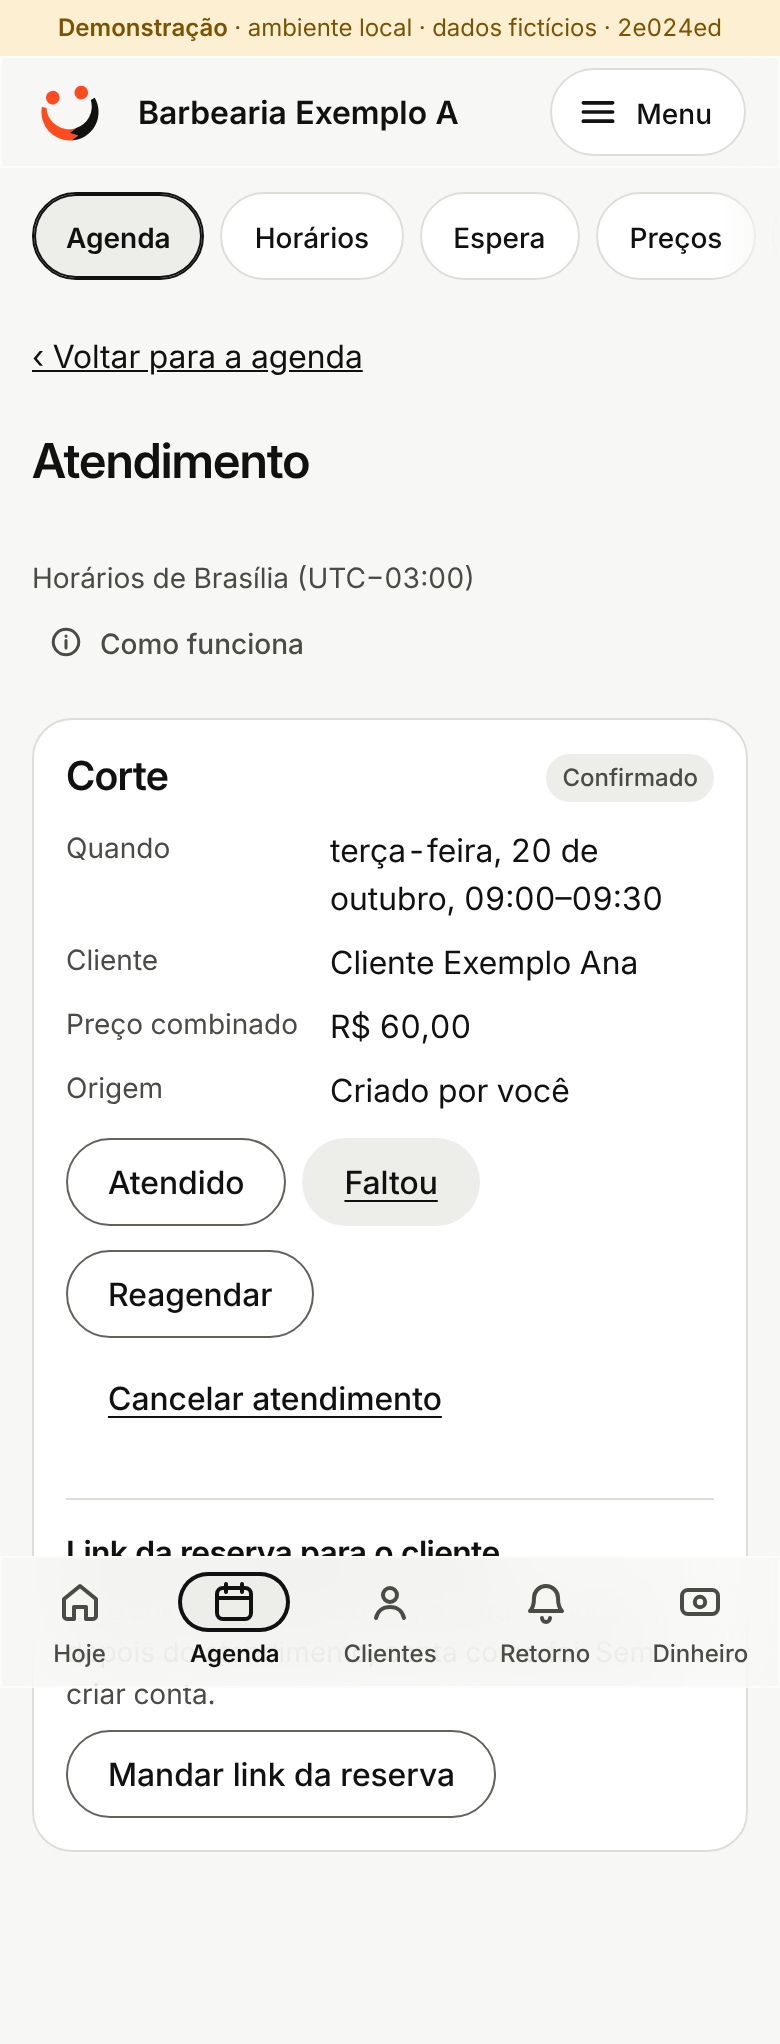 Demonstração · ambiente local · dados fictícios · 2e024ed
Barbearia Exemplo A
Menu
Agenda
Horários
Espera
Preços
‹ Voltar para a agenda
Atendimento
Horários de Brasília (UTC−03:00)
Como funciona
Corte
Confirmado
Quando
terça-feira, 20 de
outubro, 09:00–09:30
Cliente
Cliente Exemplo Ana
Preço combinado
R$ 60,00
Origem
Criado por você
Atendido
Faltou
Reagendar
Cancelar atendimento
Link da reserva para o cliente
Hoje
Agenda
Clientes
Retorno
Dinheiro
criar conta.
Mandar link da reserva